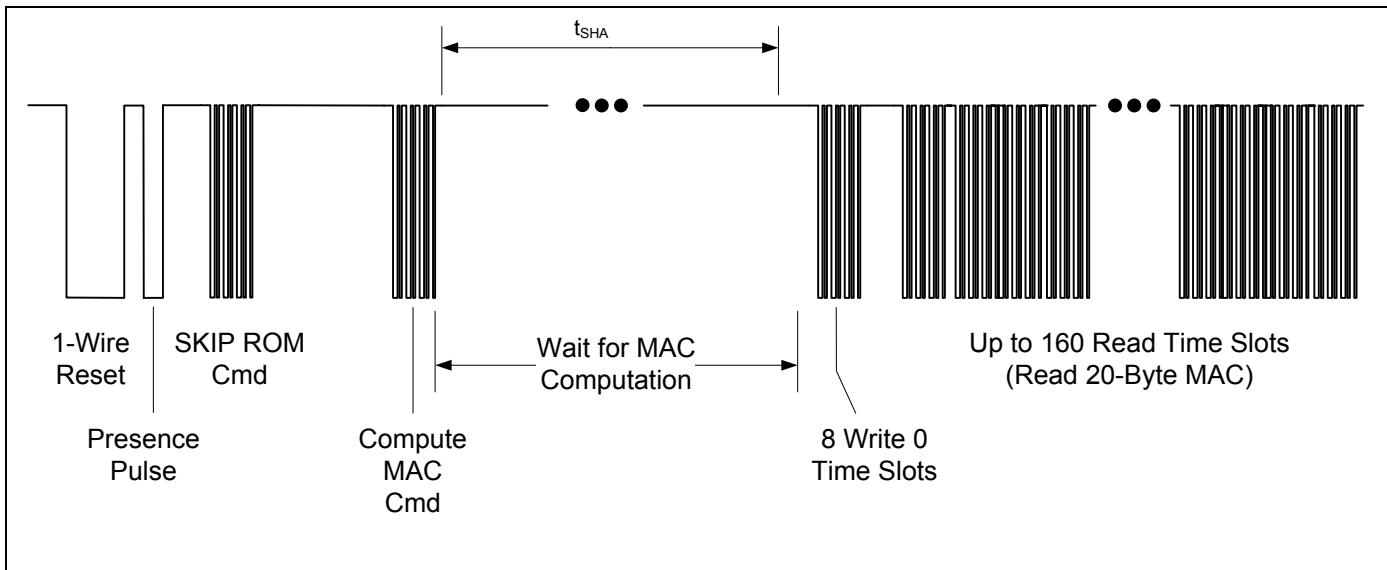 tSHA
1-Wire
Reset
SKIP ROM
Cmd
Wait for MAC
Computation
Up to 160 Read Time Slots
(Read 20-Byte MAC)
Presence
Pulse
Compute
MAC
Cmd
8 Write 0
Time Slots